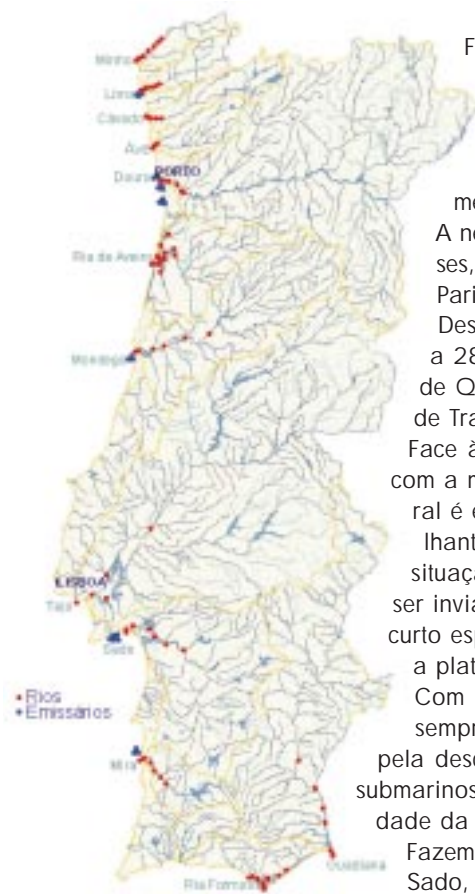 Minho
Lima
Cávado
Ave
Douro
PORTO
Ria de Aveiro
Mondego
LISBOA
Tejo
Sado
Rios
Emissários
Mira
Guadiana
Ria Formosa
F
me
A no
ses,
Pari
Des
a 28
de Q
de Tra
Face à
com a
ral é e
lhant
situaç
ser invia
curto es
a plat
Com
sempr
pela desc
submarinos
dade da
Fazem
Sado,